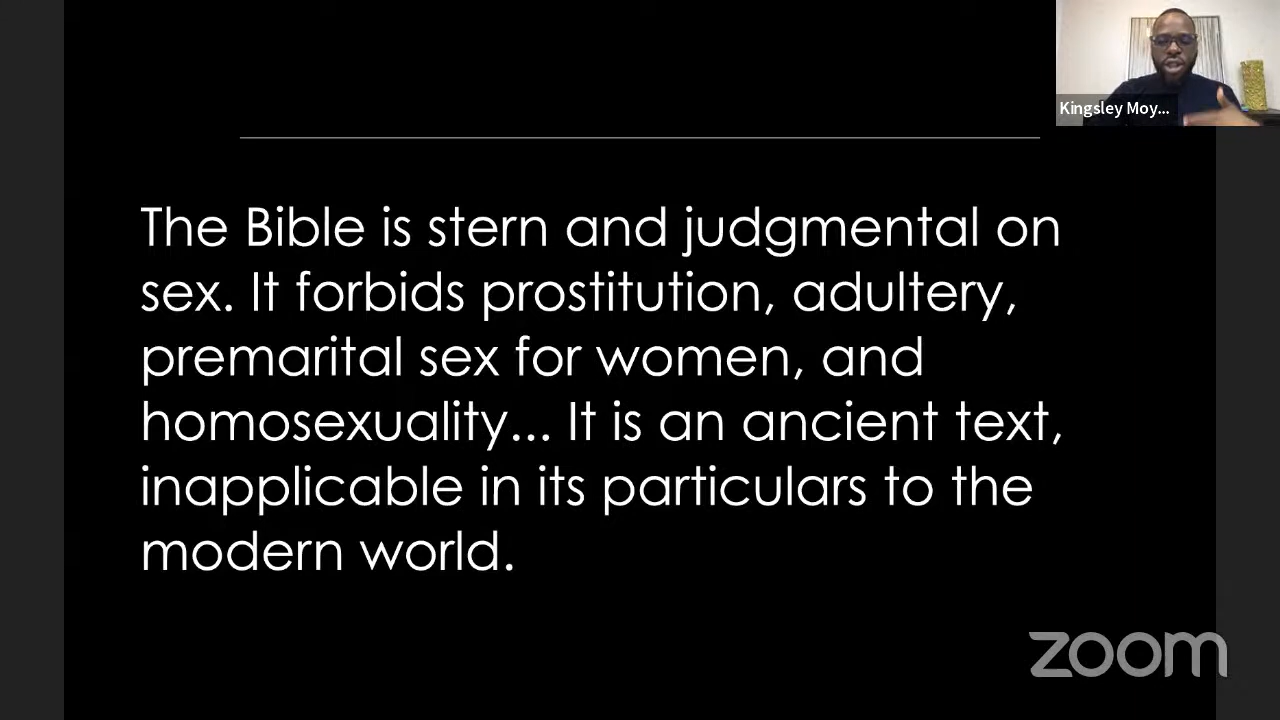 Kingsley Moy...
The Bible is stern and judgmental on
sex. It forbids prostitution, adultery,
premarital sex for women, and
homosexuality... It is an ancient text,
inapplicable in its particulars to the
modern world.
zoom